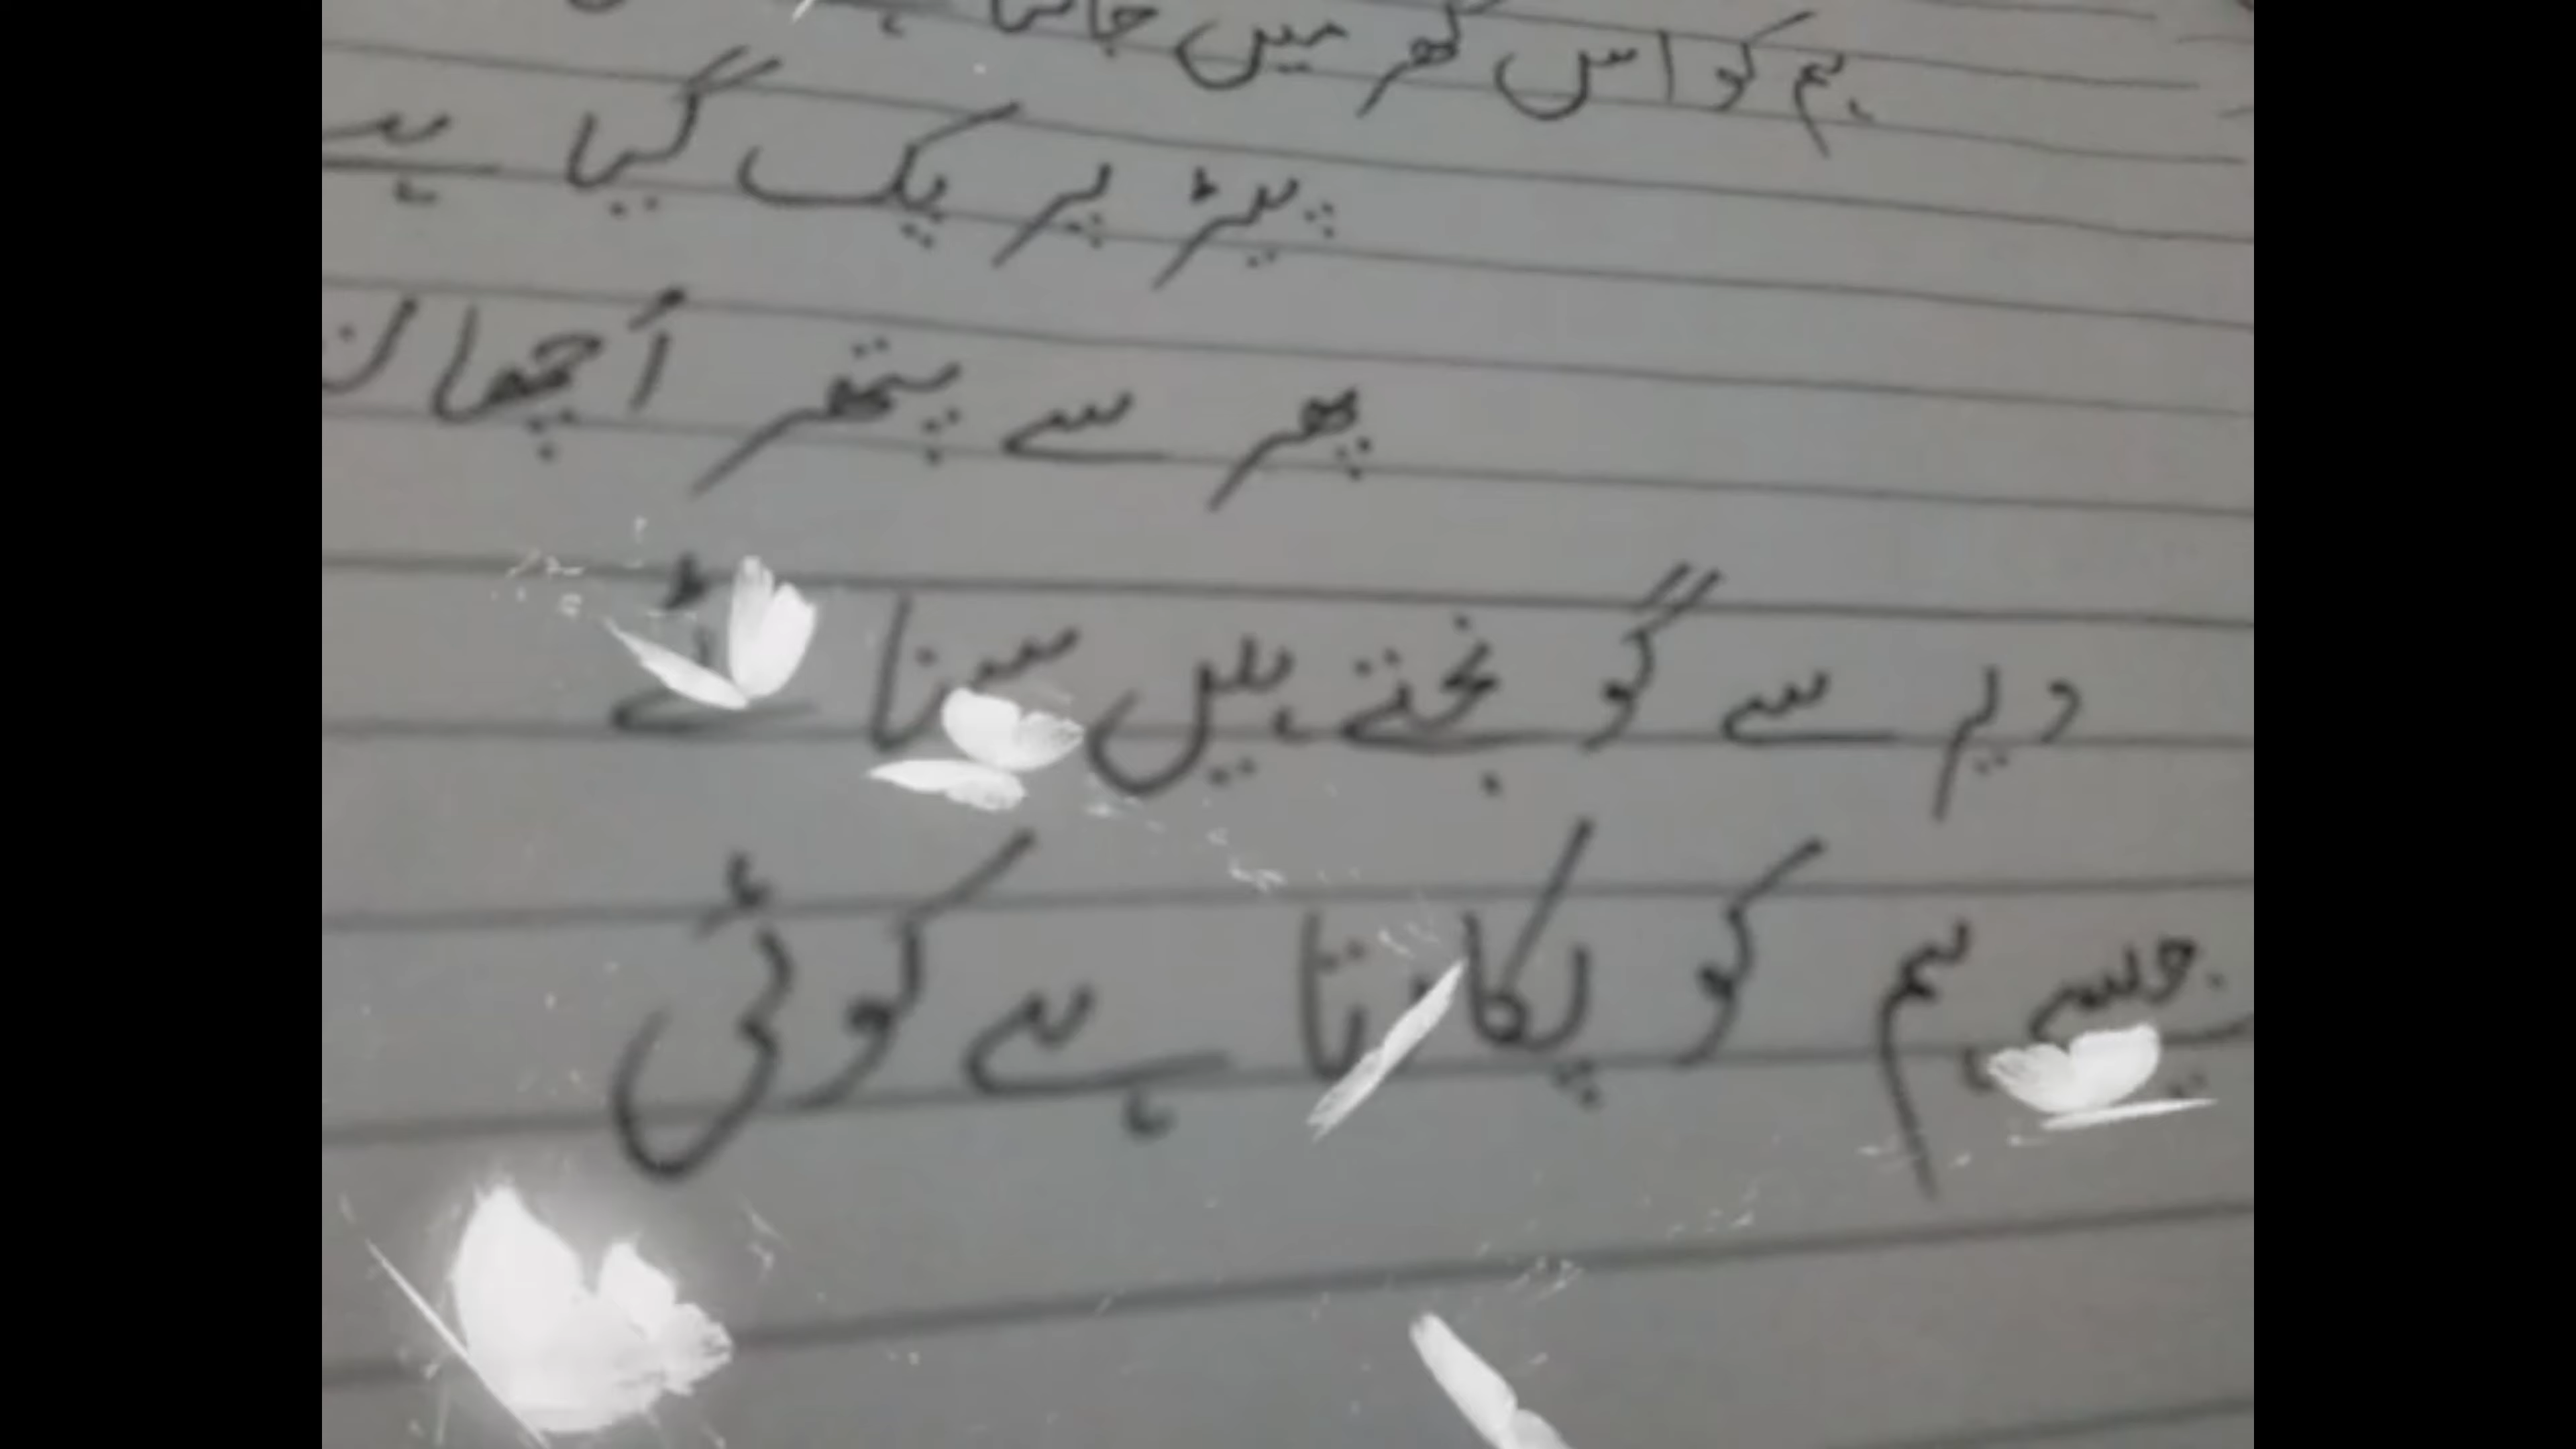 ہم کو اس گھر میں جانتا
پیڑ پر پک گیا ہے
پھر سے پتھر اُچھال
دیر سے گونجتے ہیں سناٹے
جیسے ہم کو پکارتا ہے کوئی